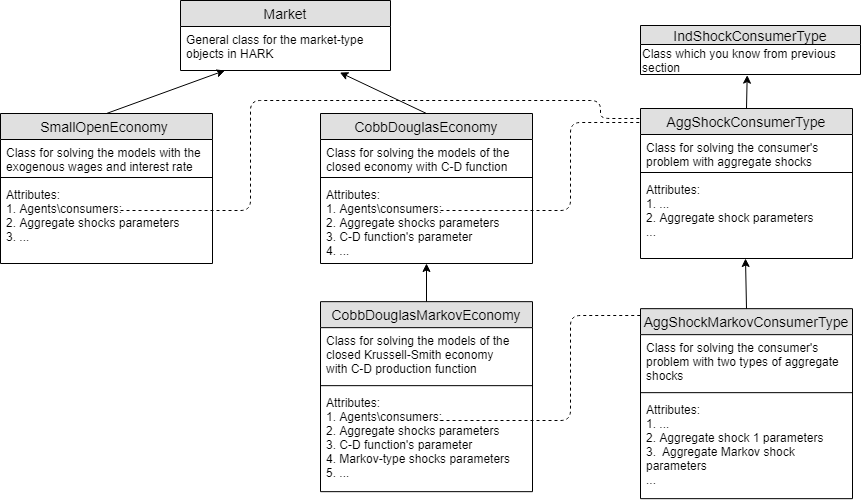 Market
General class for the market-type
objects in HARK
IndShockConsumerType
Class which you know from previous
section
SmallOpenEconomy
Class for solving the models with the
exogenous wages and interest rate
Attributes:
1. Agents\consumers:
2. Aggregate shocks parameters
3. ...
CobbDouglasEconomy
Class for solving the models of the
closed economy with C-D function
Attributes:
1. Agents\consumers:
2. Aggregate shocks parameters
3. C-D function's parameter
4. ...
AggShockConsumerType
Class for solving the consumer's
problem with aggregate shocks
Attributes:
1. ...
2. Aggregate shock parameters
...
CobbDouglasMarkovEconomy
Class for solving the models of the
closed Krussell-Smith economy
with C-D production function
Attributes:
1. Agents\consumers:
2. Aggregate shocks parameters
3. C-D function's parameter
4. Markov-type shocks parameters
5. ...
AggShockMarkovConsumerType
Class for solving the consumer's
problem with two types of aggregate
shocks
Attributes:
1. ...
2. Aggregate shock 1 parameters
3. Aggregate Markov shock
parameters
...